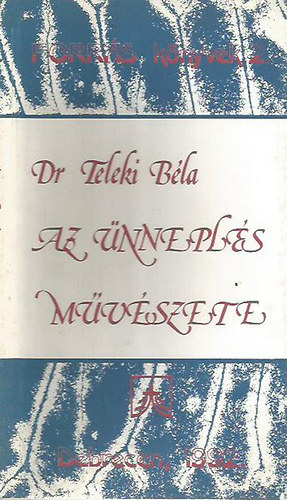 FORRÁS könyvek 2.
Dr Teleki Béla
AZ ÜNNEPLÉS
MŰVÉSZETE
Debrecen, 1992.